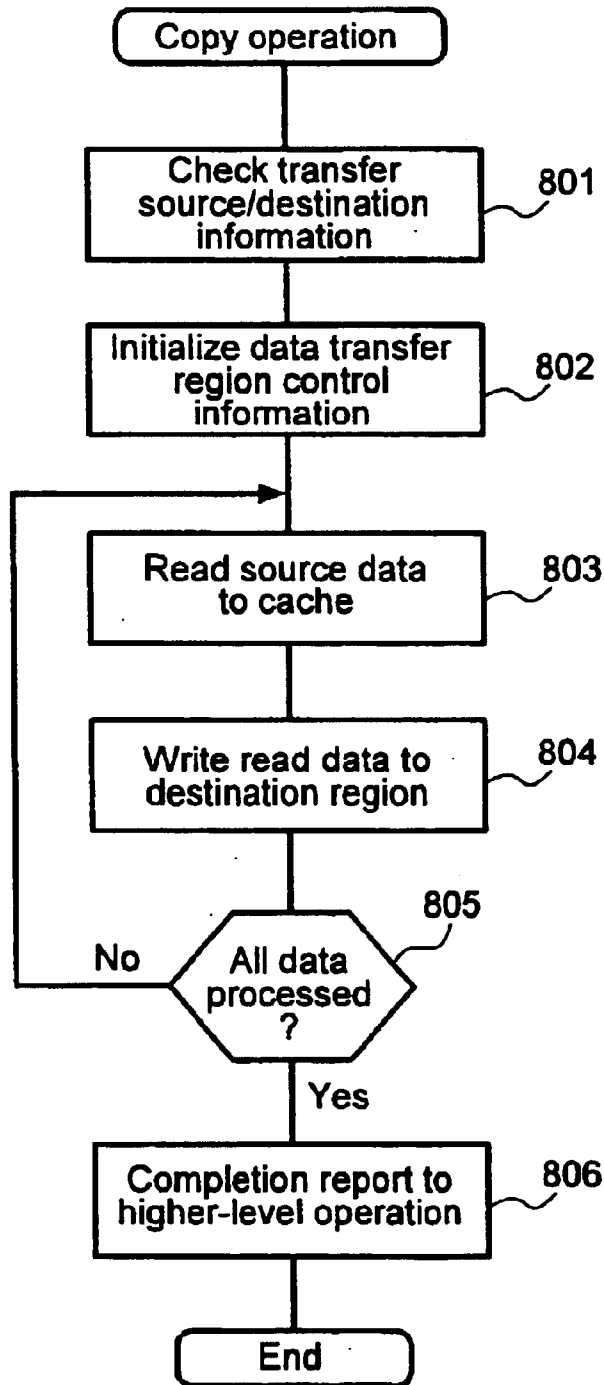 Copy operation
Check transfer
source/destination
information
801
Initialize data transfer
region control
information
802
Read source data
to cache
803
Write read data to
destination region
804
805
No
All data
processed
?
Yes
Completion report to
higher-level operation
806
End